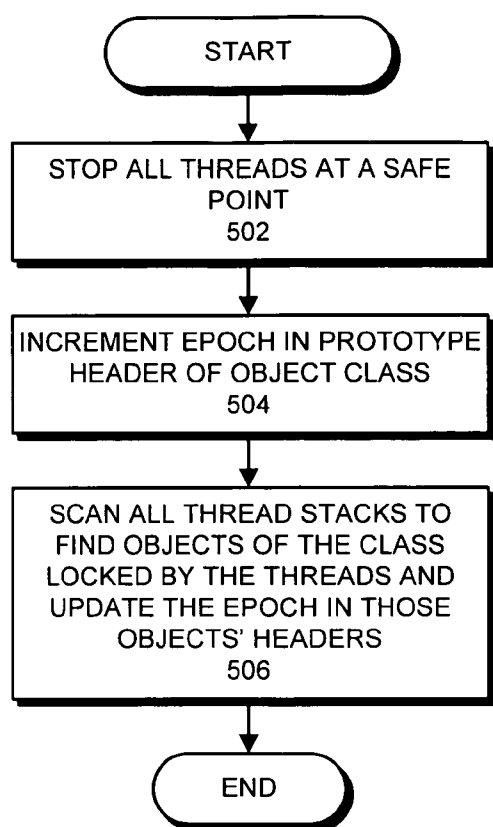 START
STOP ALL THREADS AT A SAFE
POINT
502
INCREMENT EPOCH IN PROTOTYPE
HEADER OF OBJECT CLASS
504
SCAN ALL THREAD STACKS TO
FIND OBJECTS OF THE CLASS
LOCKED BY THE THREADS AND
UPDATE THE EPOCH IN THOSE
OBJECTS' HEADERS
506
END